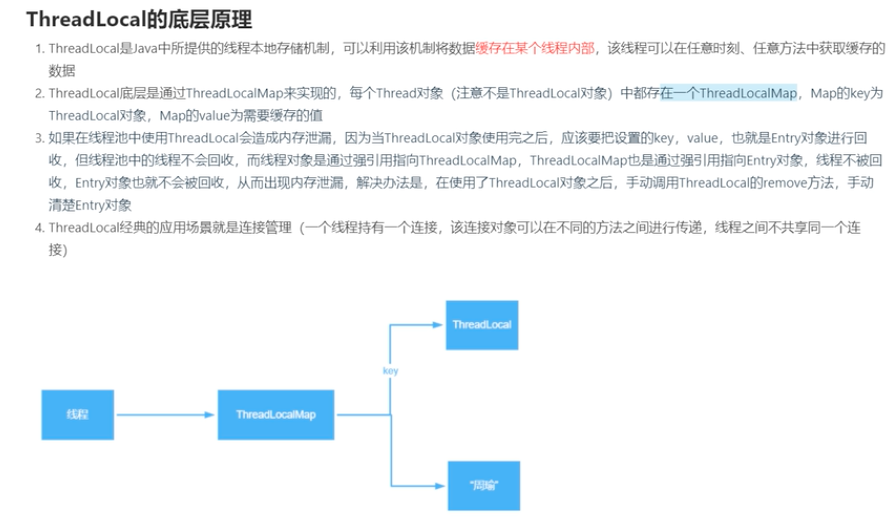 ThreadLocal的底层原理
1. ThreadLocal是Java中所提供的线程本地存储机制，可以利用该机制将数据缓存在某个线程内部，该线程可以在任意时刻、任意方法中获取缓存的
数据
2. ThreadLocal底层是通过ThreadLocalMap来实现的，每个Thread对象（注意不是ThreadLocal对象）中都存在一个ThreadLocalMap，Map的key为
ThreadLocal对象，Map的value为需要缓存的值
3. 如果在线程池中使用ThreadLocal会造成内存泄漏，因为当ThreadLocal对象使用完之后，应该要把设置的key，value，也就是Entry对象进行回
收，但线程池中的线程不会回收，而线程对象是通过强引用指向ThreadLocalMap，ThreadLocalMap也是通过强引用指向Entry对象，线程不被回
收，Entry对象也就不会被回收，从而出现内存泄漏，解决办法是，在使用了ThreadLocal对象之后，手动调用ThreadLocal的remove方法，手动
清楚Entry对象
4. ThreadLocal经典的应用场景就是连接管理（一个线程持有一个连接，该连接对象可以在不同的方法之间进行传递，线程之间不共享同一个连
接）
ThreadLocal
key
线程
ThreadLocalMap
"周瑜"